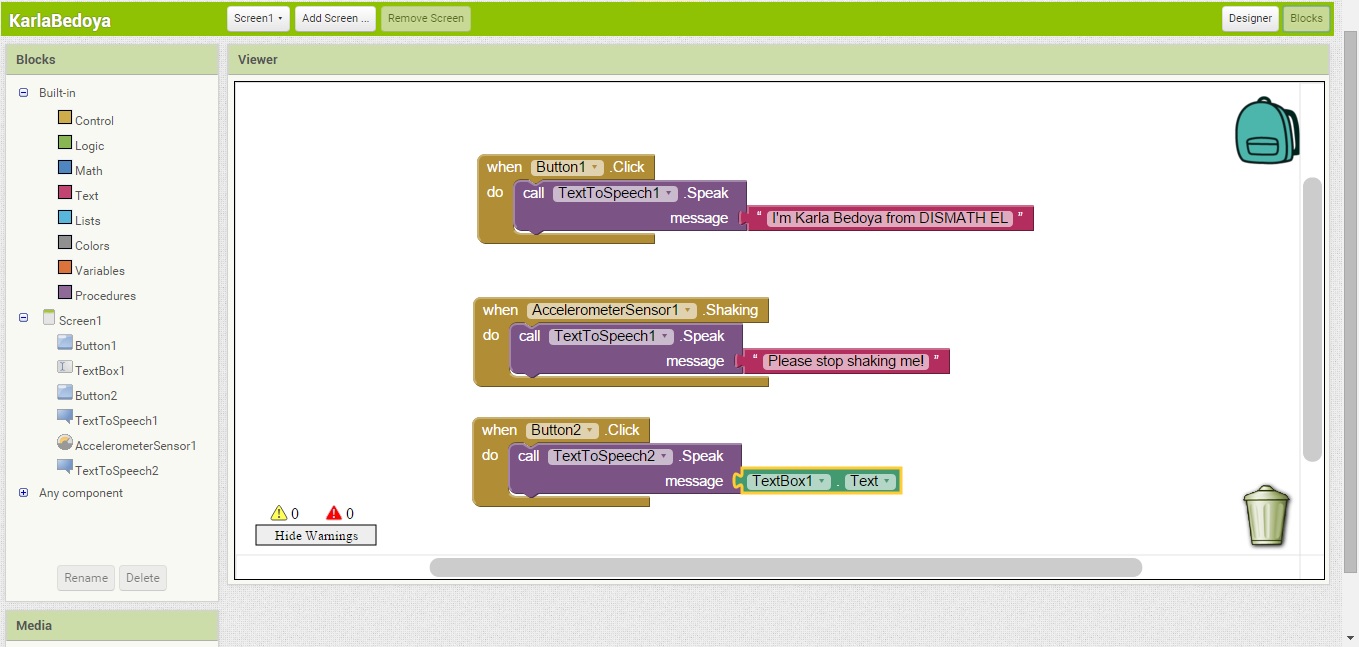 KarlaBedoya
Screen1
Add Screen ...
Remove Screen
Designer
Blocks
Blocks
Built-in
Control
Logic
Math
Text
Lists
Colors
Variables
Procedures
Screen1
Button1
TextBox1
Button2
TextToSpeech1
AccelerometerSensor1
TextToSpeech2
Any component
Rename
Delete
Media
Viewer
when Button1 .Click
do call TextToSpeech1 .Speak
message " I'm Karla Bedoya from DISMATH EL "
when AccelerometerSensor1 .Shaking
do call TextToSpeech1 .Speak
message " Please stop shaking me! "
when Button2 .Click
do call TextToSpeech2 .Speak
message TextBox1 . Text
0 0
Hide Warnings